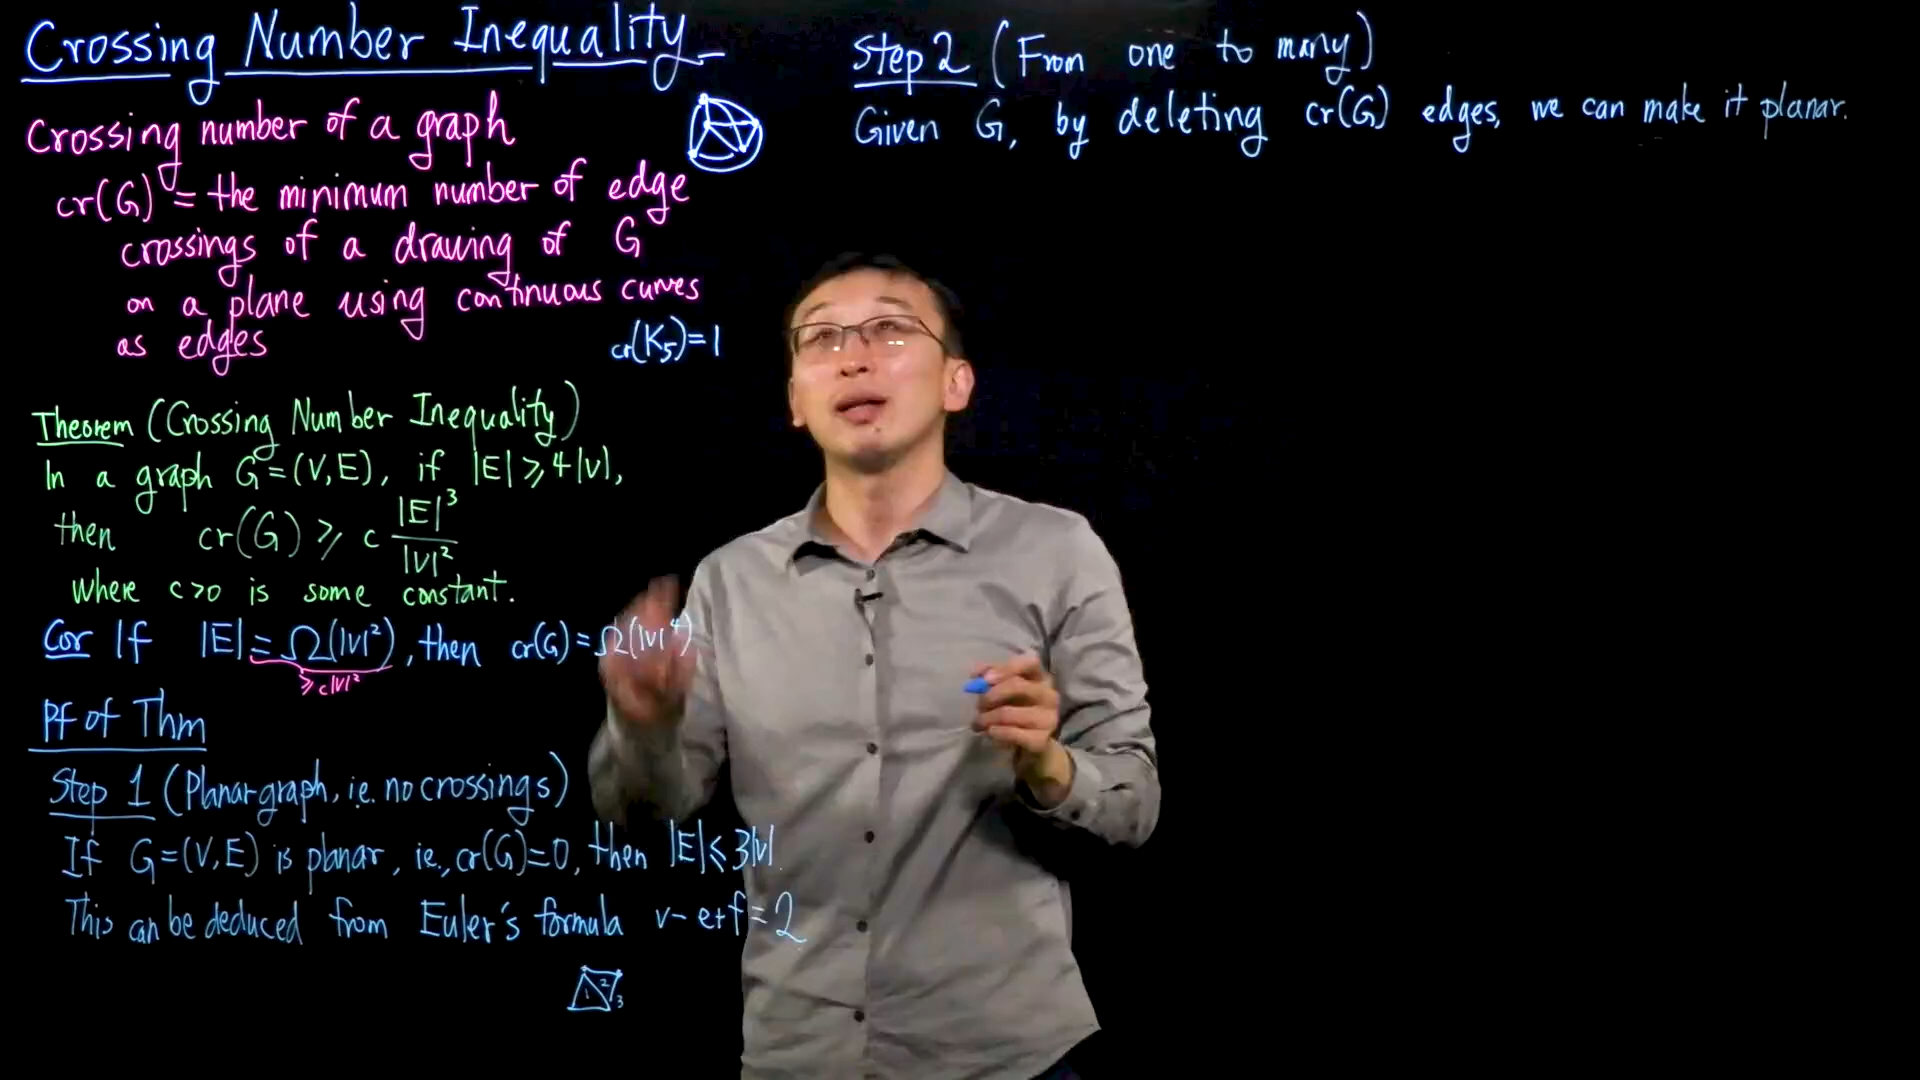 Crossing Number Inequality
Crossing number of a graph
cr(G) = the minimum number of edge
crossings of a drawing of G
on a plane using continuous curves
as edges
cr(K₅)=1
Theorem (Crossing Number Inequality)
In a graph G=(V,E), if |E| ⩾ 4|V|,
then cr(G) ⩾ c |E|³/|V|²
where c>0 is some constant.
Cor If |E| = Ω(|V|²), then cr(G) = Ω(|V|⁴)
⩾ c|V|²
Pf of Thm
Step 1 (Planar graph, i.e. no crossings)
If G=(V,E) is planar, i.e., cr(G)=0, then |E| ⩽ 3|V|.
This can be deduced from Euler's formula v-e+f=2
1 2 3
Step 2 (From one to many)
Given G, by deleting cr(G) edges, we can make it planar.